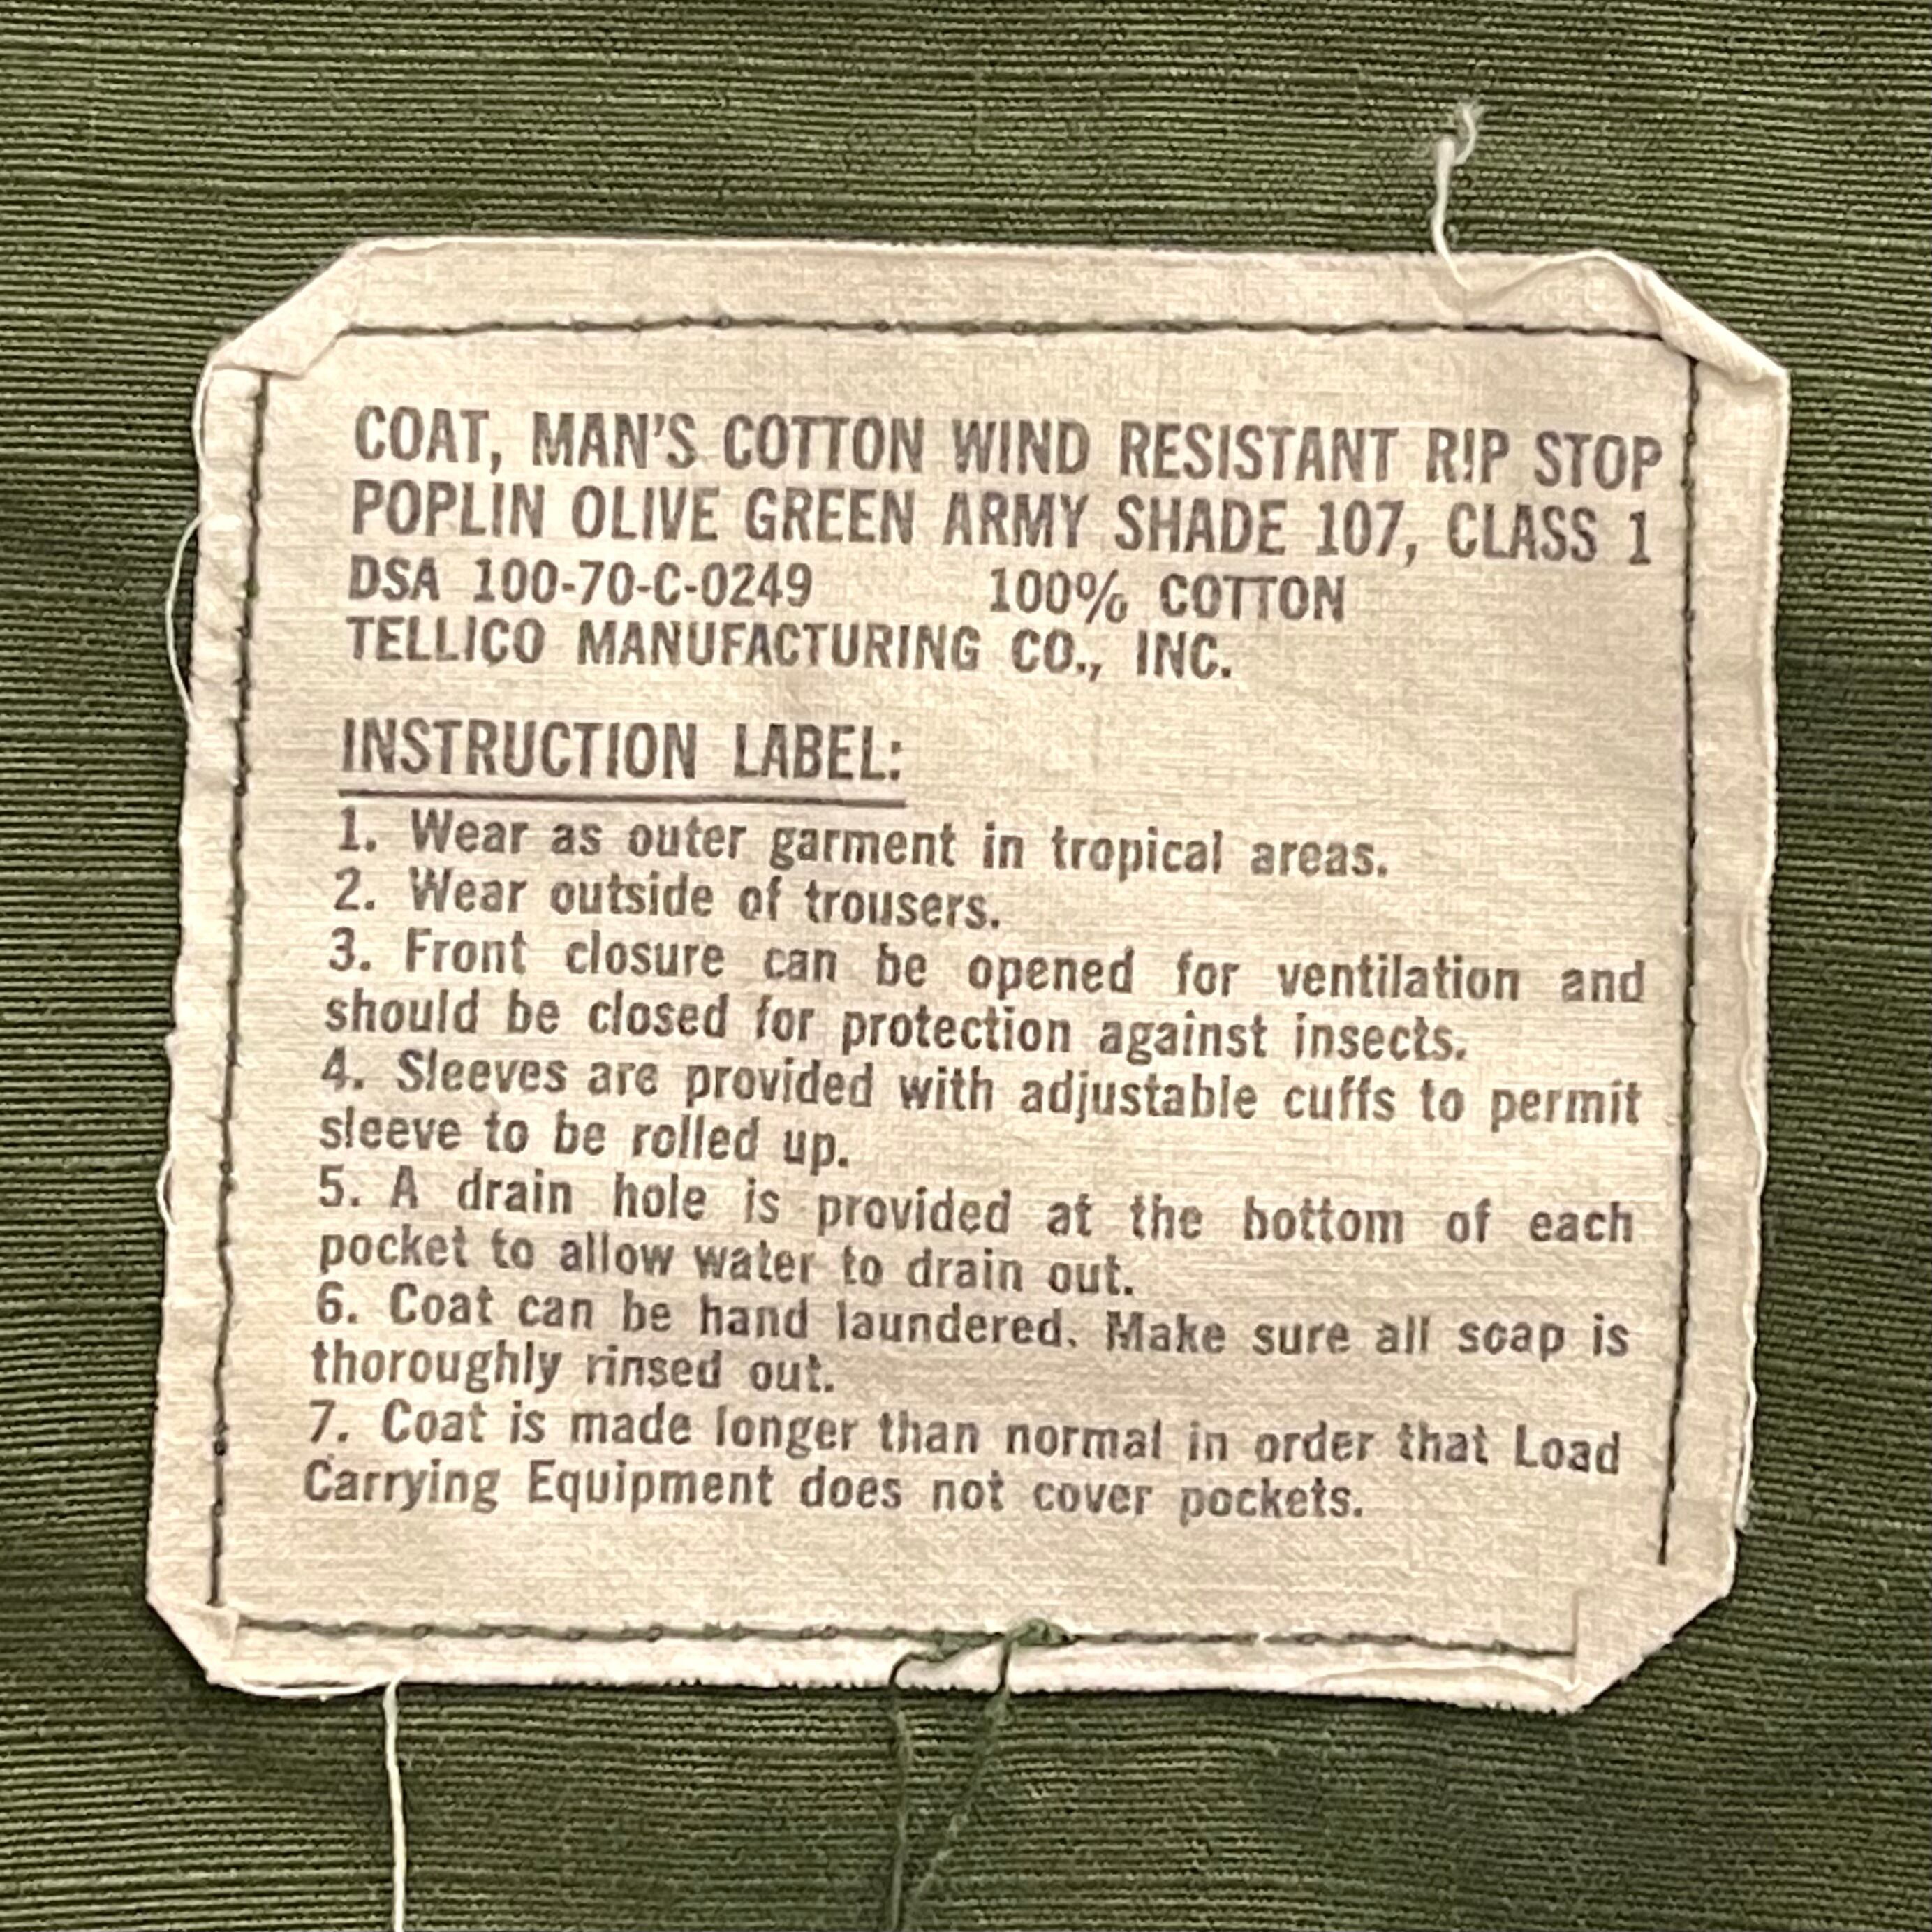 COAT, MAN'S COTTON WIND RESISTANT RIP STOP
POPLIN OLIVE GREEN ARMY SHADE 107, CLASS 1
DSA 100-70-C-0249 100% COTTON
TELLICO MANUFACTURING CO., INC.
INSTRUCTION LABEL:
1. Wear as outer garment in tropical areas.
2. Wear outside of trousers.
3. Front closure can be opened for ventilation and
should be closed for protection against insects.
4. Sleeves are provided with adjustable cuffs to permit
sleeve to be rolled up.
5. A drain hole is provided at the bottom of each
pocket to allow water to drain out.
6. Coat can be hand laundered. Make sure all soap is
thoroughly rinsed out.
7. Coat is made longer than normal in order that Load
Carrying Equipment does not cover pockets.